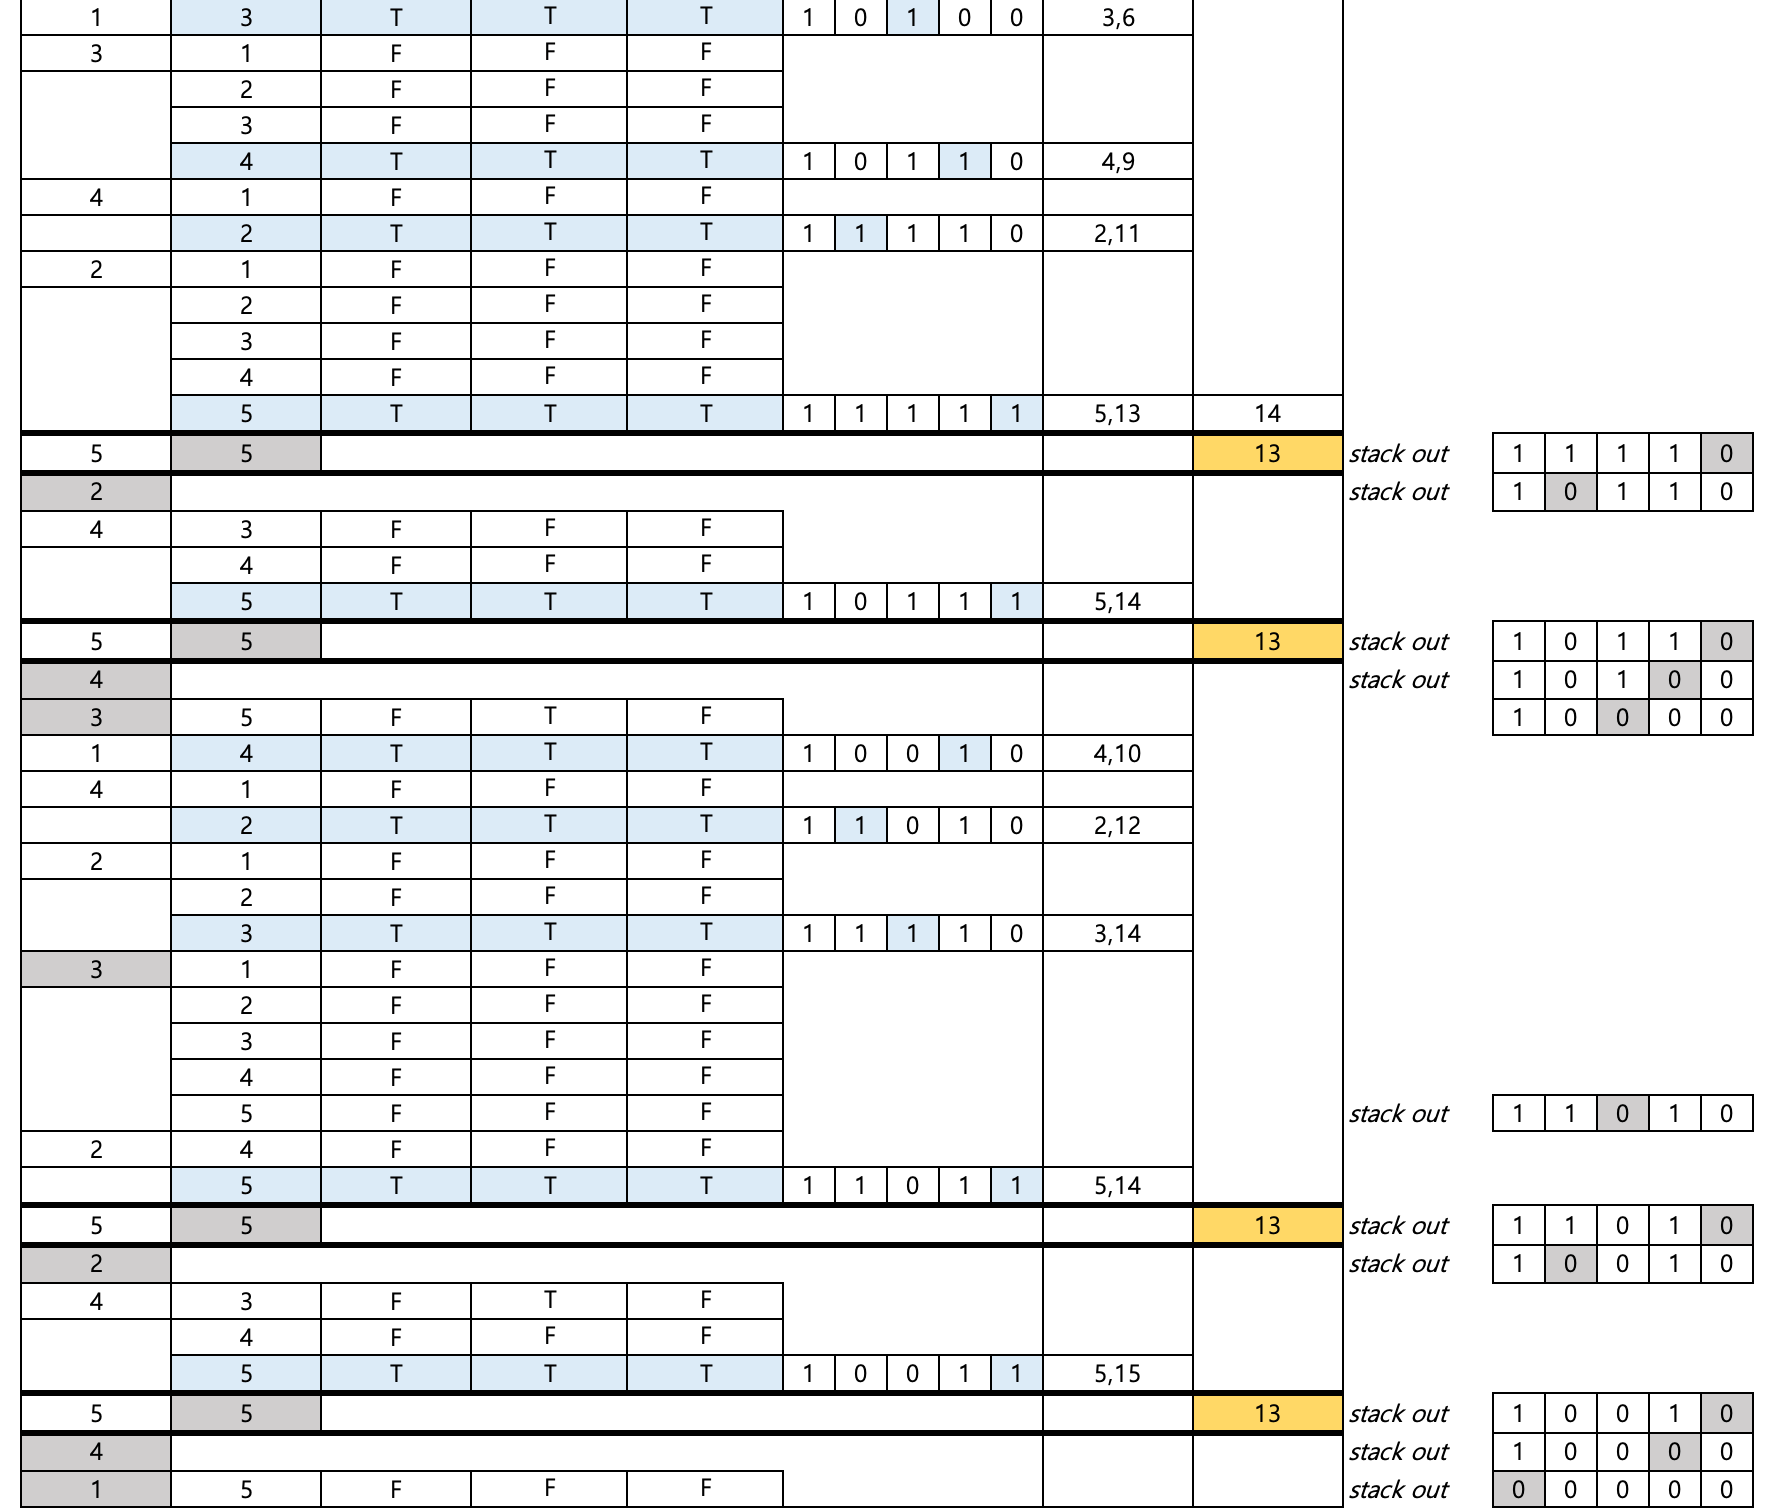 1 3 T T T 1 0 1 0 0 3,6
3 1 F F F
2 F F F
3 F F F
4 T T T 1 0 1 1 0 4,9
4 1 F F F
2 T T T 1 1 1 1 0 2,11
2 1 F F F
2 F F F
3 F F F
4 F F F
5 T T T 1 1 1 1 1 5,13 14
5 5 13 stack out 1 1 1 1 0
2 stack out 1 0 1 1 0
4 3 F F F
4 F F F
5 T T T 1 0 1 1 1 5,14
5 5 13 stack out 1 0 1 1 0
4 stack out 1 0 1 0 0
3 5 F T F 1 0 0 0 0
1 4 T T T 1 0 0 1 0 4,10
4 1 F F F
2 T T T 1 1 0 1 0 2,12
2 1 F F F
2 F F F
3 T T T 1 1 1 1 0 3,14
3 1 F F F
2 F F F
3 F F F
4 F F F
5 F F F stack out 1 1 0 1 0
2 4 F F F
5 T T T 1 1 0 1 1 5,14
5 5 13 stack out 1 1 0 1 0
2 stack out 1 0 0 1 0
4 3 F T F
4 F F F
5 T T T 1 0 0 1 1 5,15
5 5 13 stack out 1 0 0 1 0
4 stack out 1 0 0 0 0
1 5 F F F stack out 0 0 0 0 0